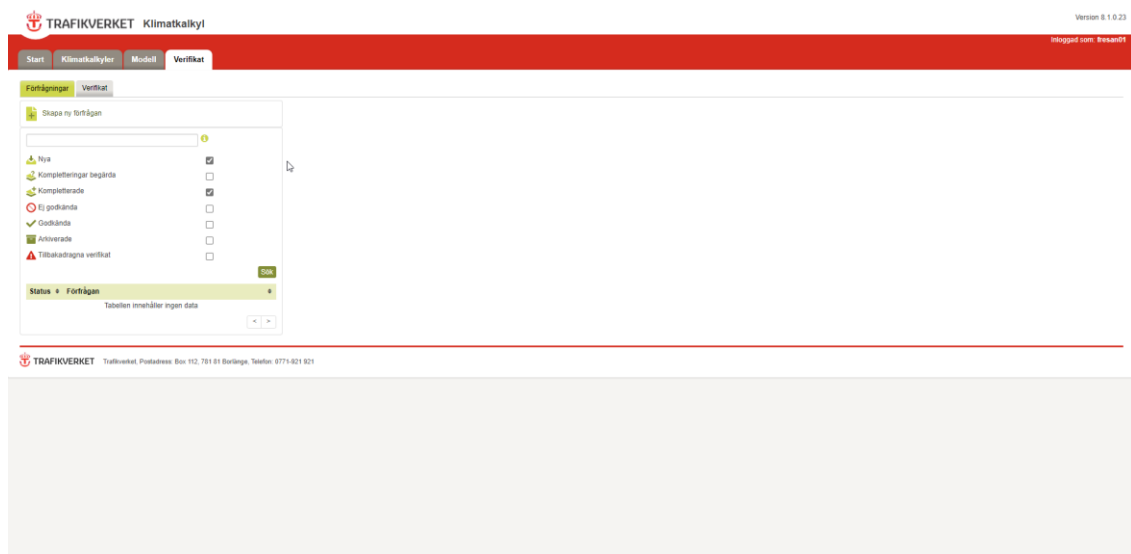 TRAFIKVERKET Klimatkalkyl
Version 8.1.0.23
Inloggad som: fresan01
Start Klimatkalkyler Modell Verifikat
Förfrågningar Verifikat
Skapa ny förfrågan
Nya
Kompletteringar begärda
Kompletterade
Ej godkända
Godkända
Arkiverade
Tillbakadragna verifikat
Sök
Status Förfrågan
Tabellen innehåller ingen data
< >
TRAFIKVERKET Trafikverket, Postadress: Box 112, 781 81 Borlänge, Telefon: 0771-921 921